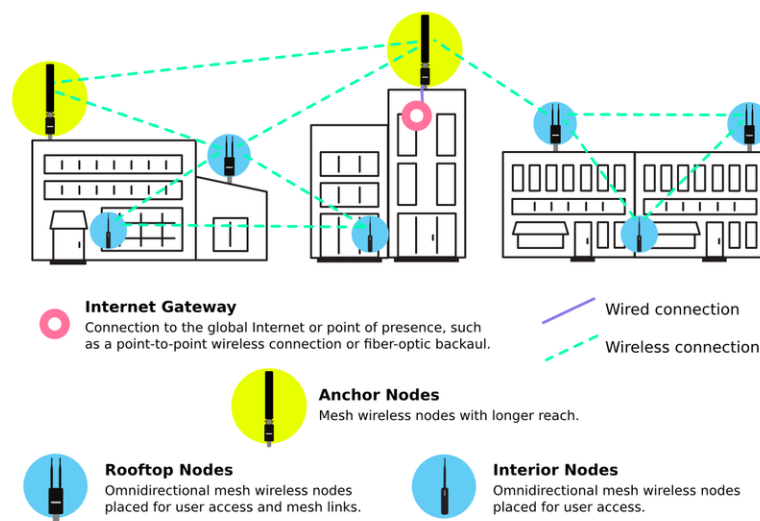 Internet Gateway
Connection to the global Internet or point of presence, such
as a point-to-point wireless connection or fiber-optic backaul.
Wired connection
Wireless connection
Anchor Nodes
Mesh wireless nodes with longer reach.
Rooftop Nodes
Omnidirectional mesh wireless nodes
placed for user access and mesh links.
Interior Nodes
Omnidirectional mesh wireless nodes
placed for user access.